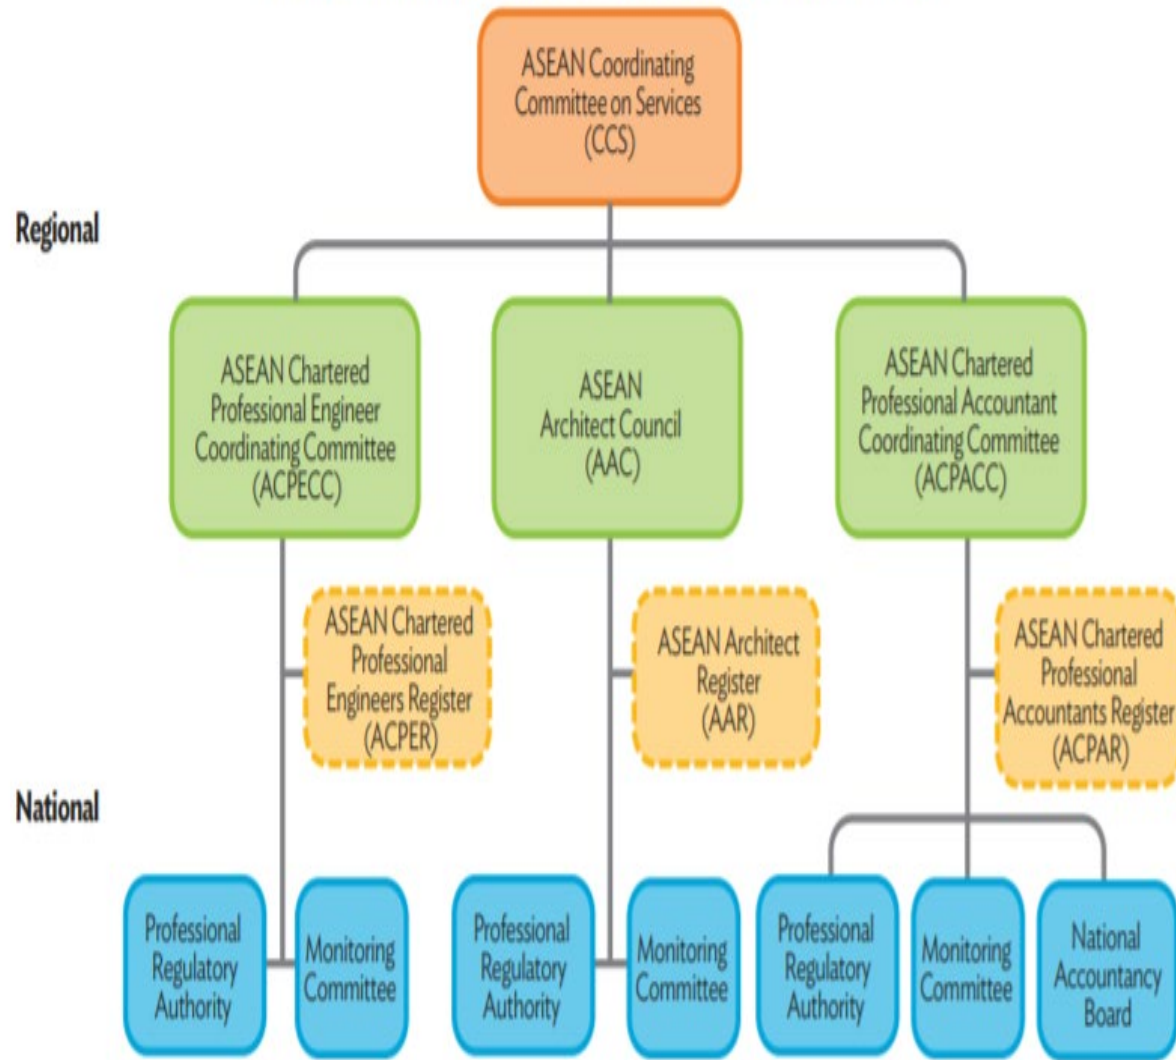 ASEAN Coordinating
Committee on Services
(CCS)
Regional
ASEAN Chartered
Professional Engineer
Coordinating Committee
(ACPECC)
ASEAN
Architect Council
(AAC)
ASEAN Chartered
Professional Accountant
Coordinating Committee
(ACPACC)
ASEAN Chartered
Professional
Engineers Register
(ACPER)
ASEAN Architect
Register
(AAR)
ASEAN Chartered
Professional
Accountants Register
(ACPAR)
National
Professional
Regulatory
Authority
Monitoring
Committee
Professional
Regulatory
Authority
Monitoring
Committee
Professional
Regulatory
Authority
Monitoring
Committee
National
Accountancy
Board